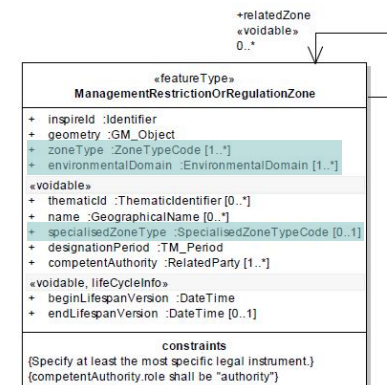 +relatedZone
«voidable»
0..*
«featureType»
ManagementRestrictionOrRegulationZone
+ inspireId :Identifier
+ geometry :GM_Object
+ zoneType :ZoneTypeCode [1..*]
+ environmentalDomain :EnvironmentalDomain [1..*]
«voidable»
+ thematicId :ThematicIdentifier [0..*]
+ name :GeographicalName [0..*]
+ specialisedZoneType :SpecialisedZoneTypeCode [0..1]
+ designationPeriod :TM_Period
+ competentAuthority :RelatedParty [1..*]
«voidable, lifeCycleInfo»
+ beginLifespanVersion :DateTime
+ endLifespanVersion :DateTime [0..1]
constraints
{Specify at least the most specific legal instrument.}
{competentAuthority.role shall be "authority"}